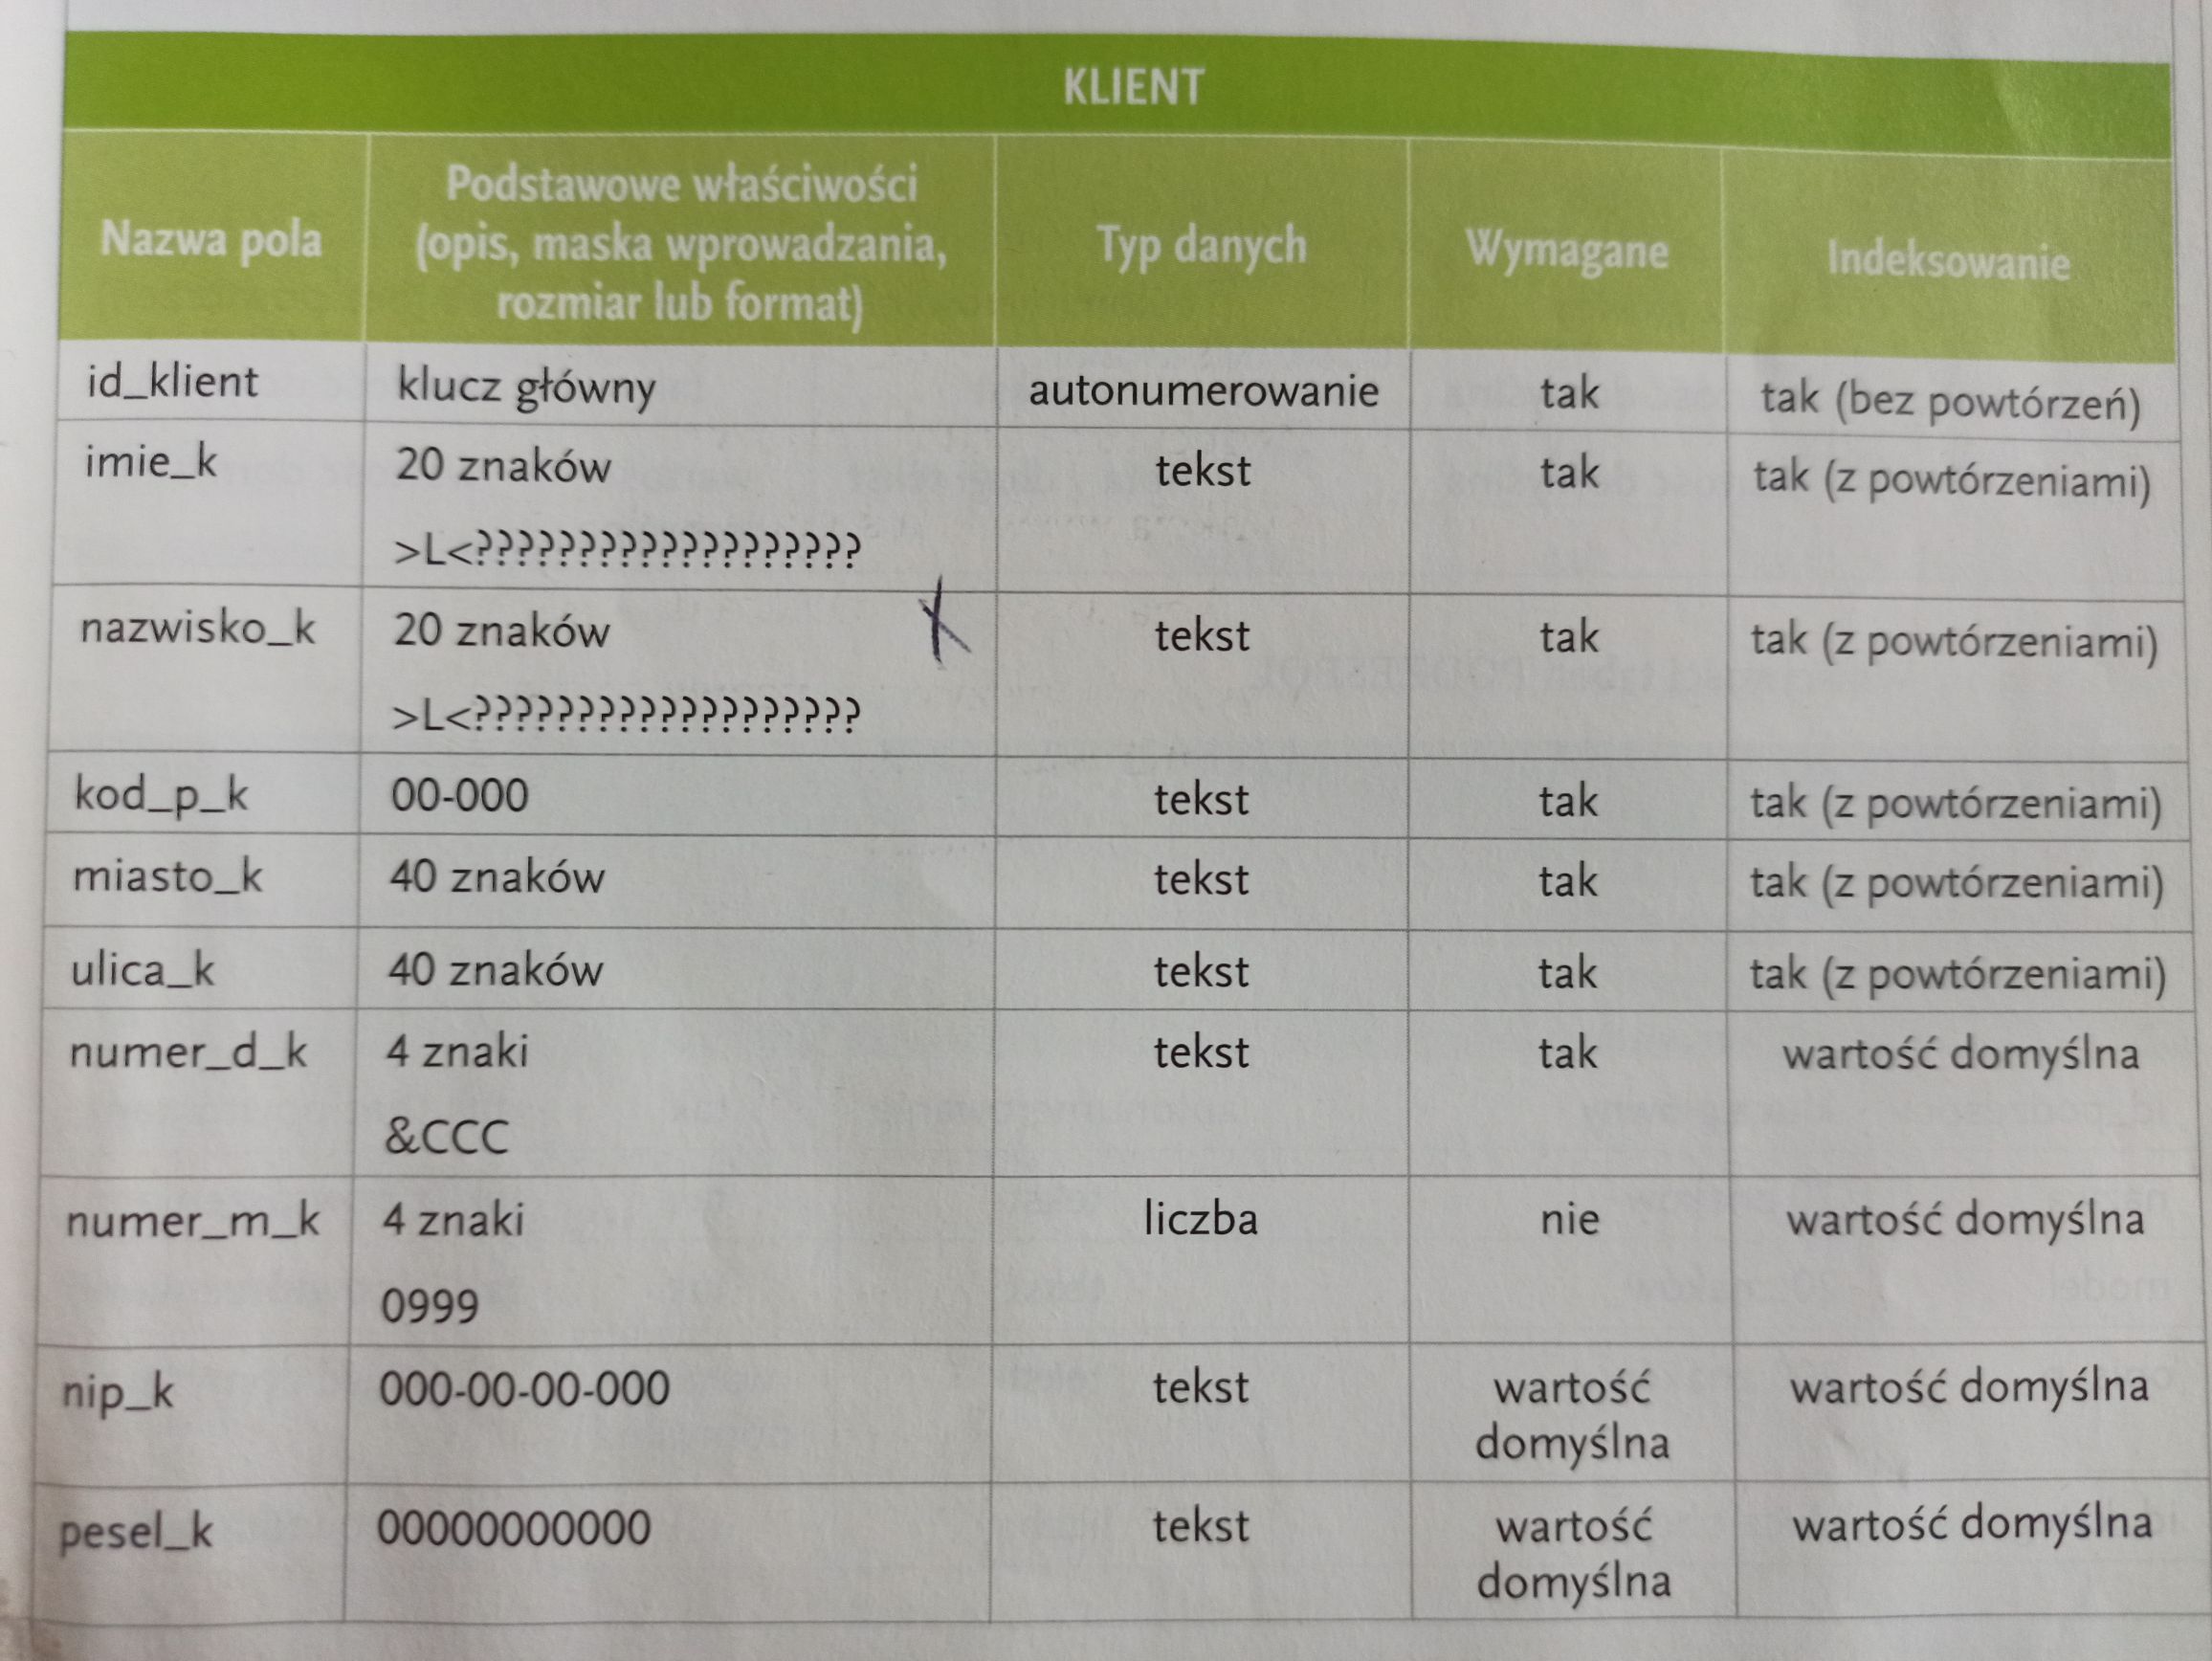 KLIENT
Nazwa pola
Podstawowe właściwości
(opis, maska wprowadzania,
rozmiar lub format)
Typ danych
Wymagane
Indeksowanie
id_klient klucz główny autonumerowanie tak tak (bez powtórzeń)
imie_k 20 znaków tekst tak tak (z powtórzeniami)
>L<???????????????????
nazwisko_k 20 znaków tekst tak tak (z powtórzeniami)
>L<???????????????????
kod_p_k 00-000 tekst tak tak (z powtórzeniami)
miasto_k 40 znaków tekst tak tak (z powtórzeniami)
ulica_k 40 znaków tekst tak tak (z powtórzeniami)
numer_d_k 4 znaki tekst tak wartość domyślna
&CCC
numer_m_k 4 znaki liczba nie wartość domyślna
0999
nip_k 000-00-00-000 tekst wartość wartość domyślna
domyślna
pesel_k 00000000000 tekst wartość wartość domyślna
domyślna